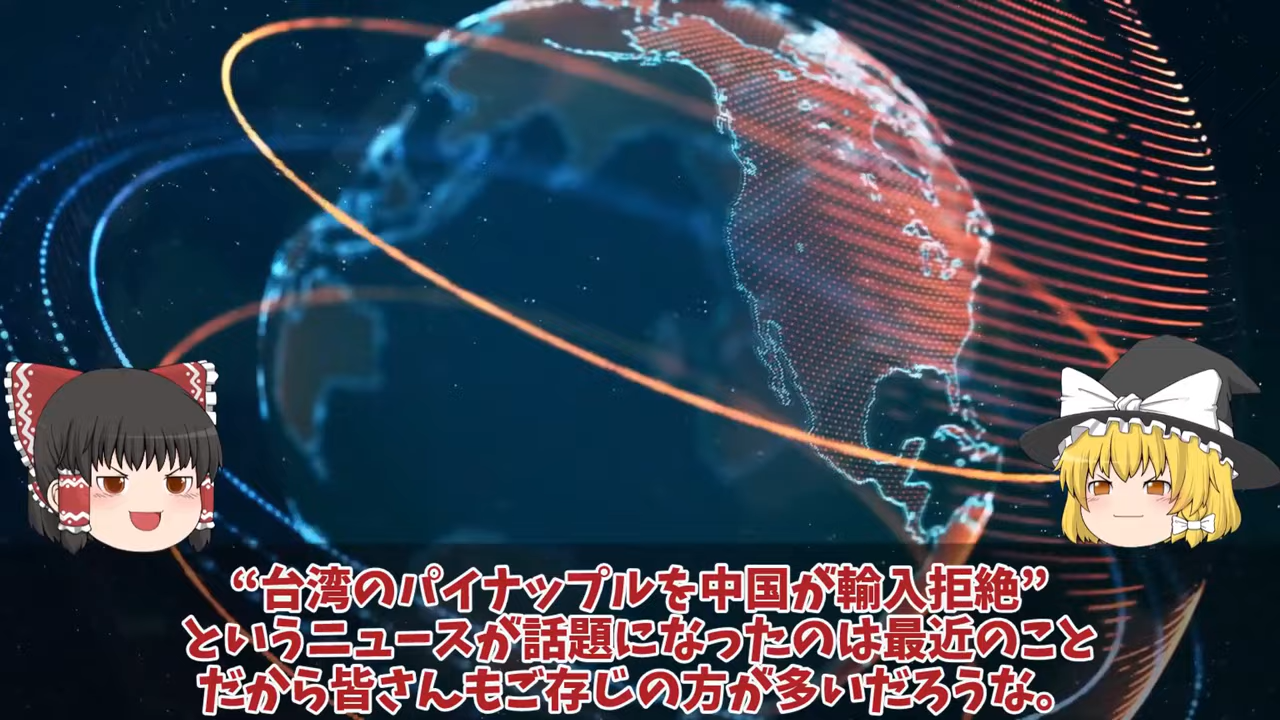 “台湾のパイナップルを中国が輸入拒絶”
というニュースが話題になったのは最近のこと
だから皆さんもご存じの方が多いだろうな。